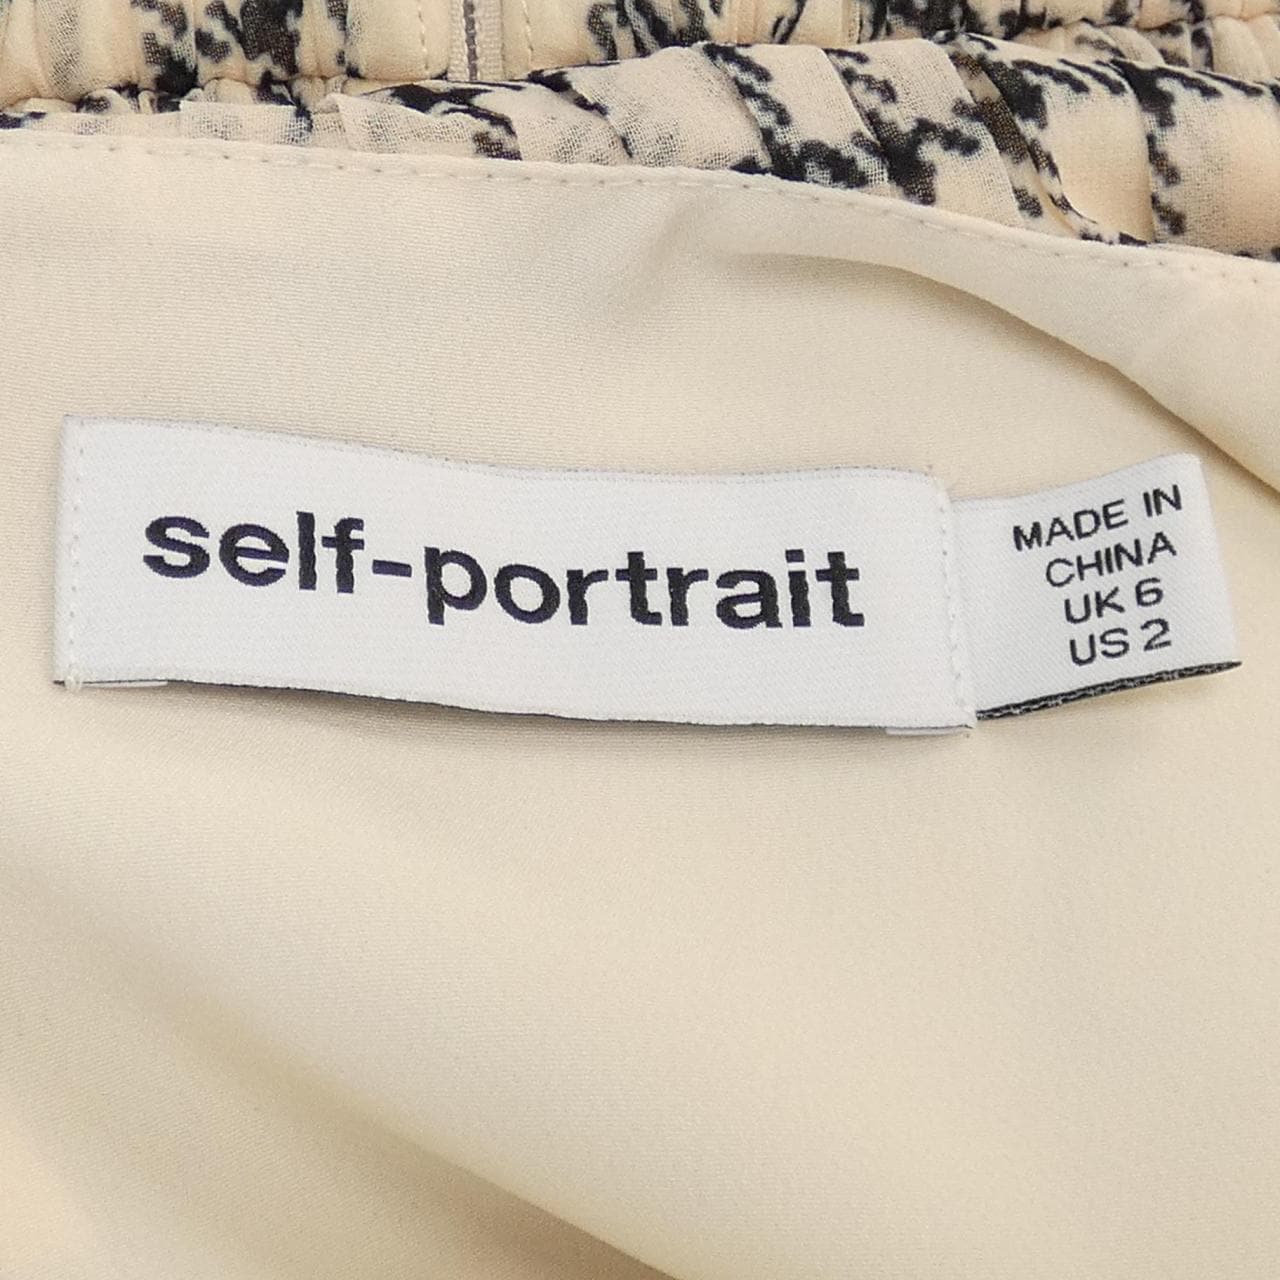 self-portrait
MADE IN
CHINA
UK 6
US 2